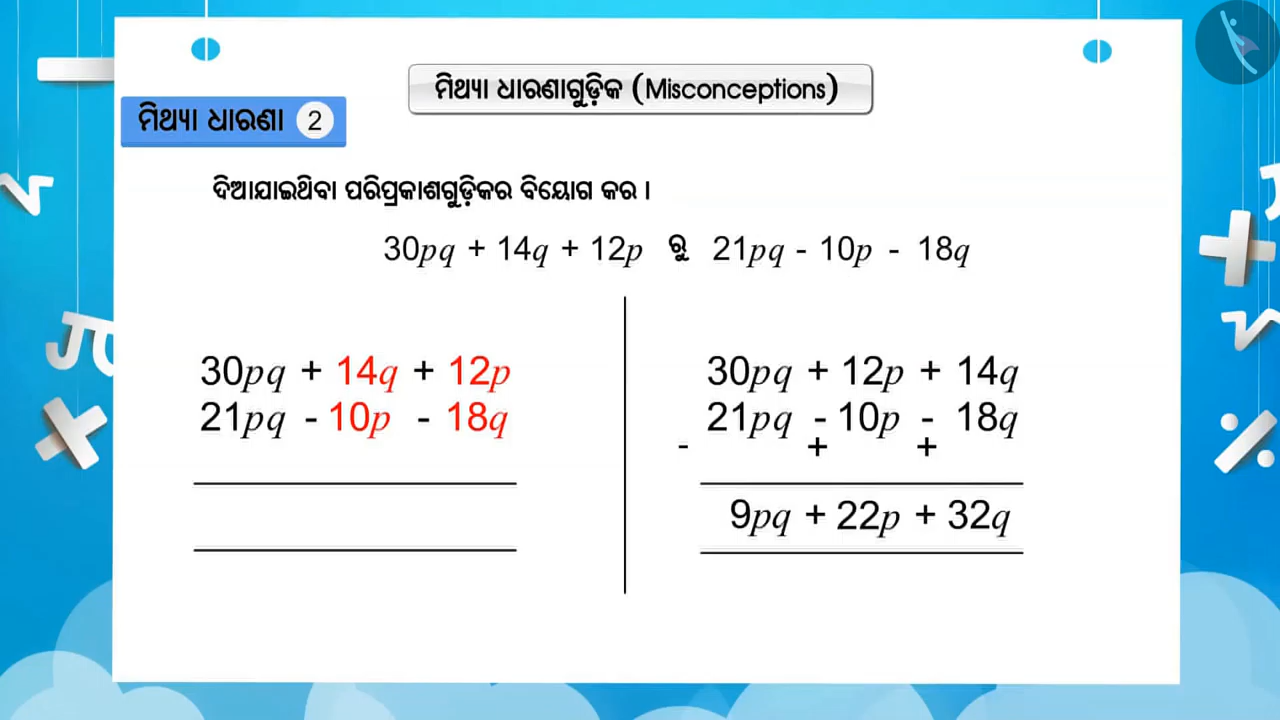 ମିଥ୍ୟା ଧାରଣାଗୁଡ଼ିକ (Misconceptions)
ମିଥ୍ୟା ଧାରଣା 2
ଦିଆଯାଇଥିବା ପରିପ୍ରକାଶଗୁଡ଼ିକର ବିୟୋଗ କର ।
30pq + 14q + 12p ରୁ 21pq - 10p - 18q
30pq + 14q + 12p
21pq - 10p - 18q
30pq + 12p + 14q
21pq - 10p - 18q
- + +
9pq + 22p + 32q